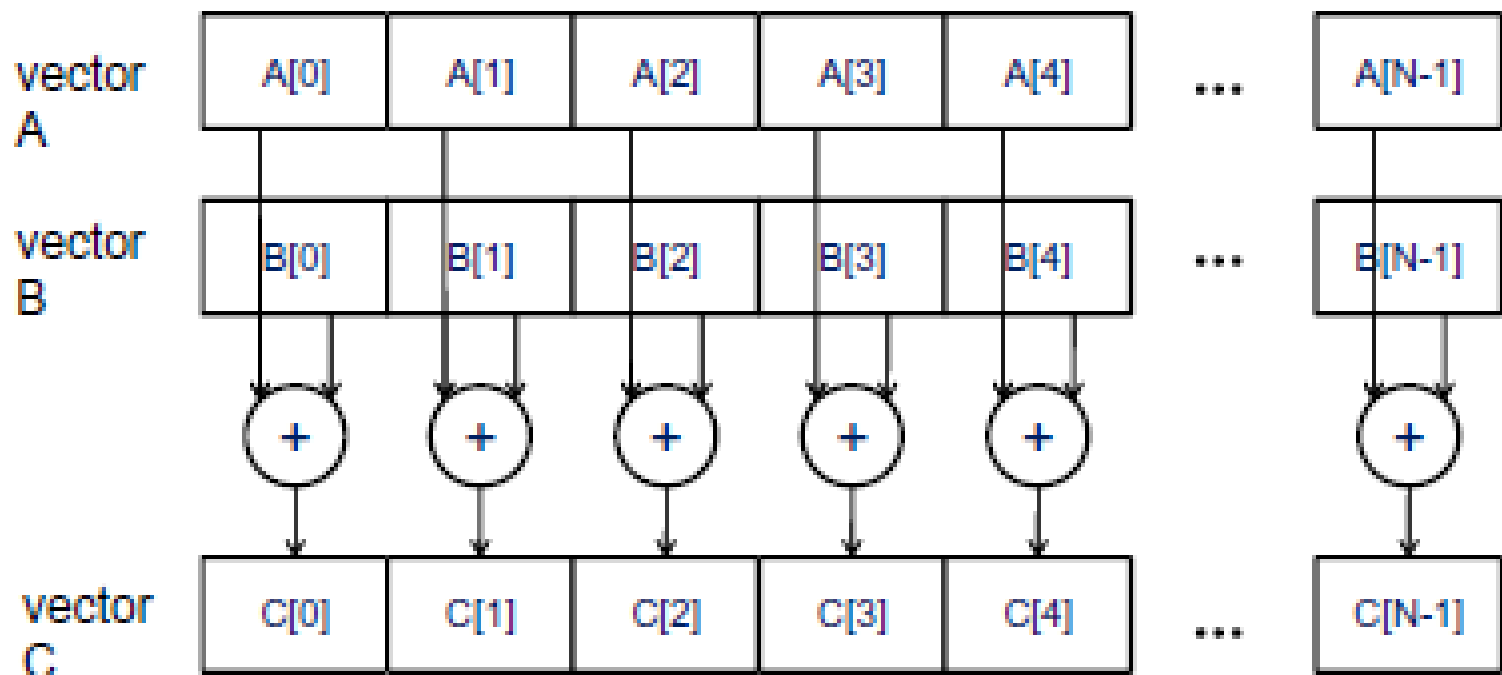 vector A A[0] A[1] A[2] A[3] A[4] ... A[N-1]
vector B B[0] B[1] B[2] B[3] B[4] ... B[N-1]
+ + + + + +
vector C C[0] C[1] C[2] C[3] C[4] ... C[N-1]